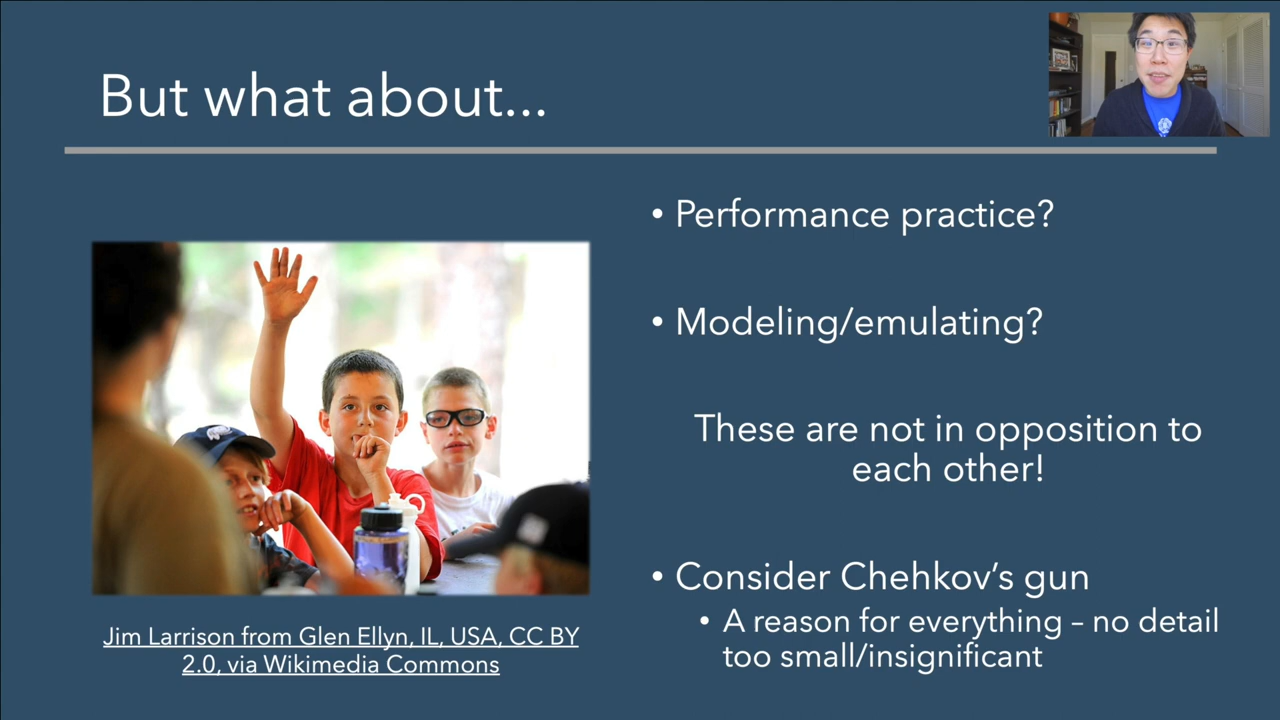 But what about...
• Performance practice?
• Modeling/emulating?
These are not in opposition to
each other!
• Consider Chehkov’s gun
• A reason for everything – no detail
too small/insignificant
Jim Larrison from Glen Ellyn, IL, USA, CC BY
2.0, via Wikimedia Commons